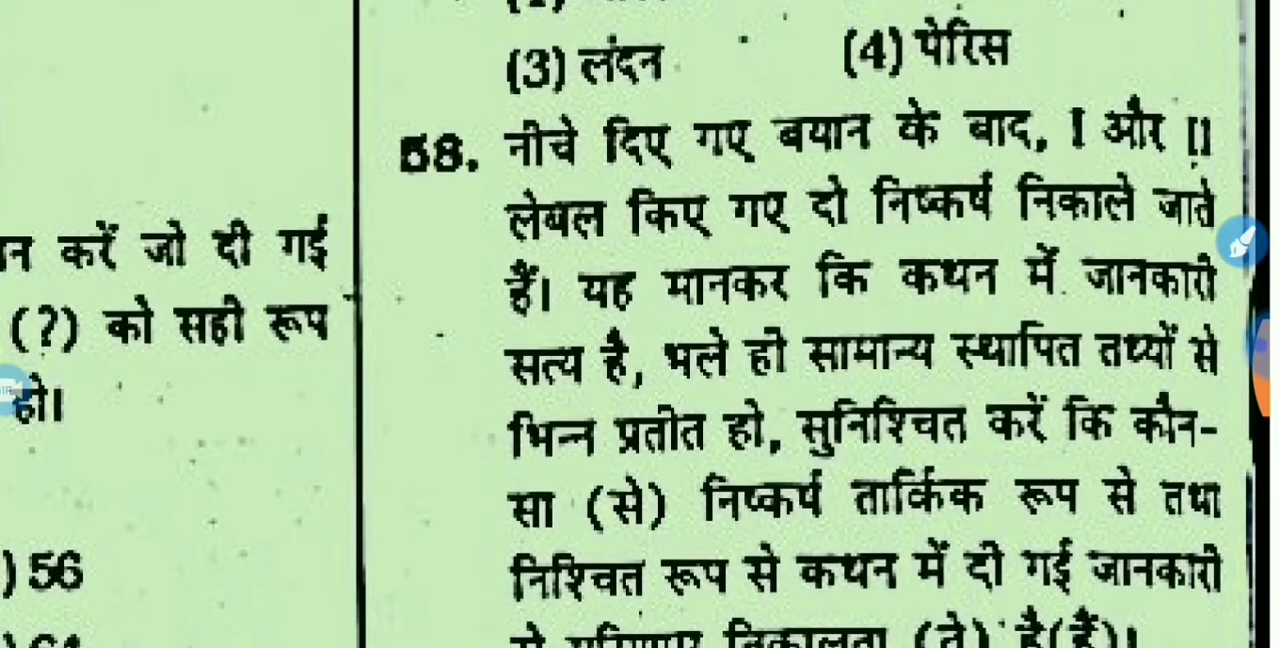 न करें जो दी गई
(?) को सही रूप
हो।
) 56
(3) लंदन (4) पेरिस
58. नीचे दिए गए बयान के बाद, I और II
लेबल किए गए दो निष्कर्ष निकाले जाते
हैं। यह मानकर कि कथन में जानकारी
सत्य है, भले ही सामान्य स्थापित तथ्यों से
भिन्न प्रतीत हो, सुनिश्चित करें कि कौन-
सा (से) निष्कर्ष तार्किक रूप से तथा
निश्चित रूप से कथन में दी गई जानकारी
निकालता (ते) है(हैं)।